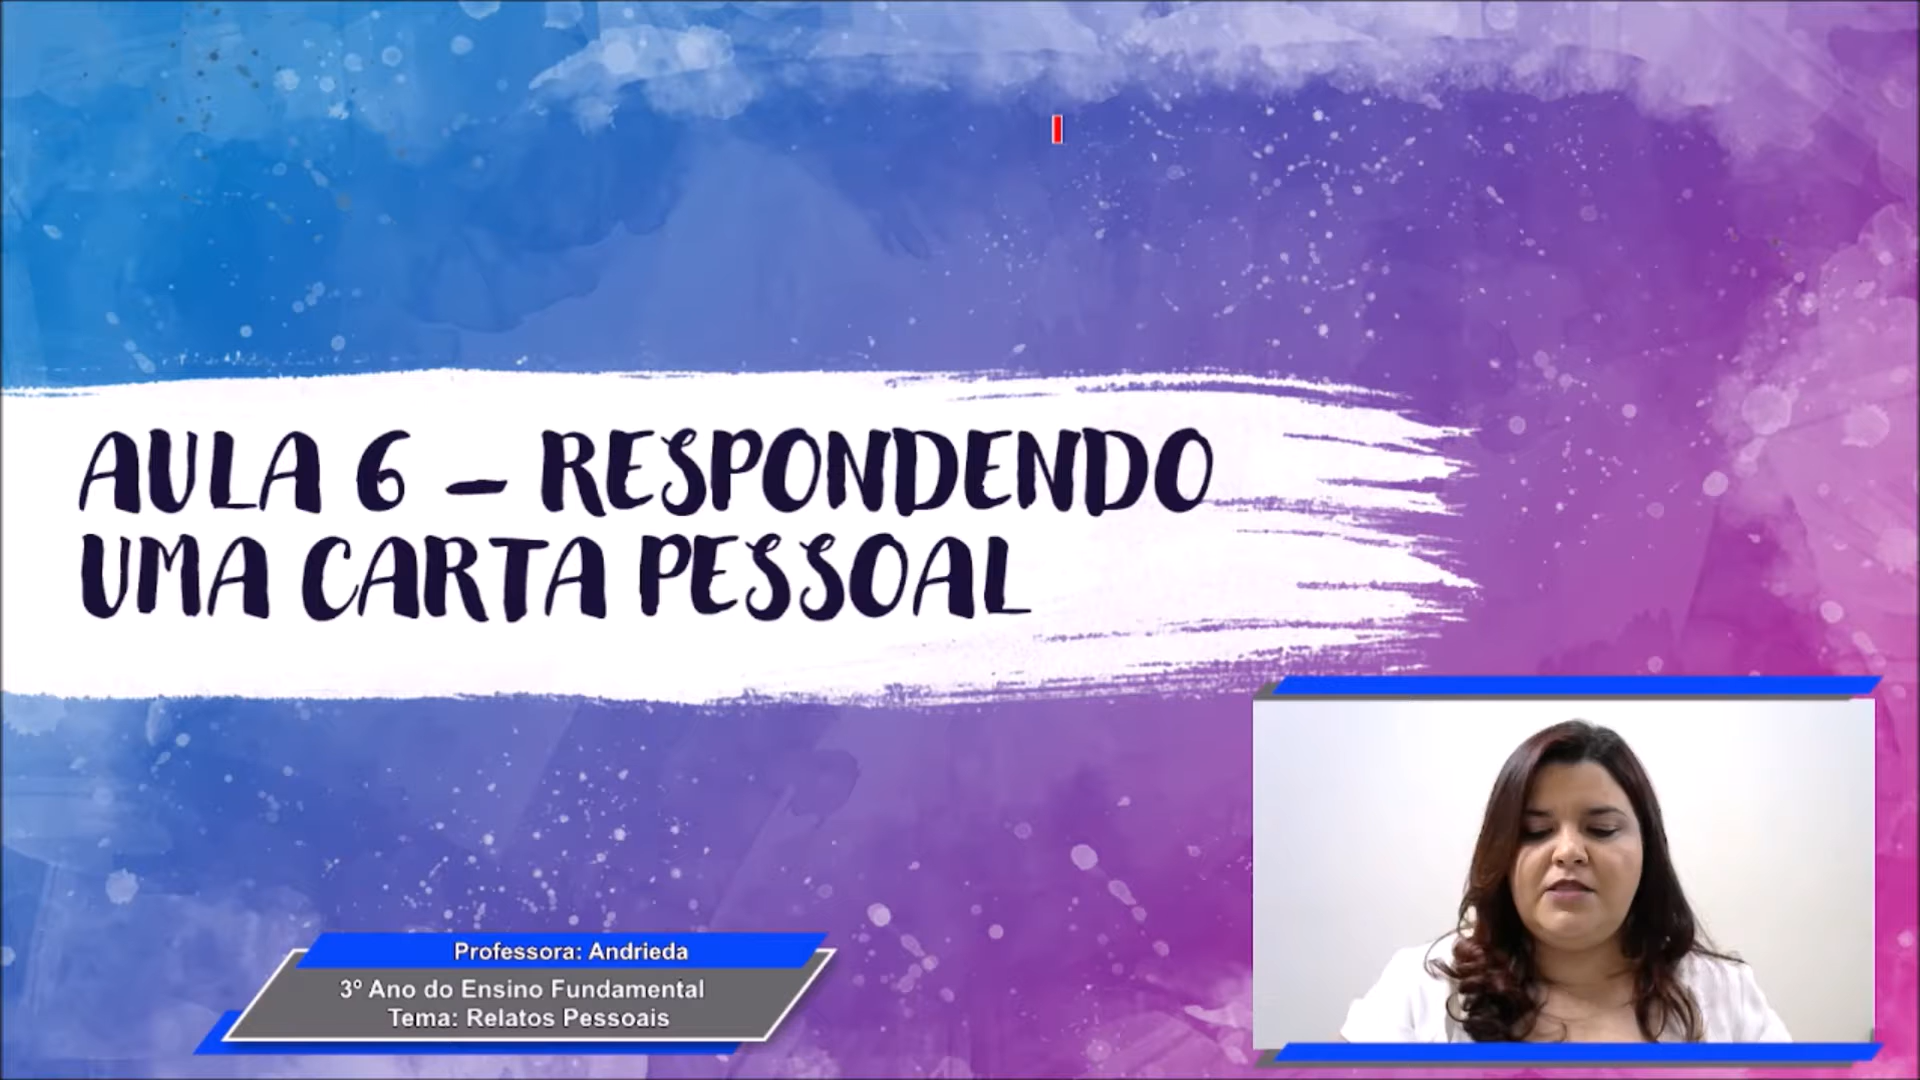 AULA 6 – RESPONDENDO
UMA CARTA PESSOAL
Professora: Andrieda
3º Ano do Ensino Fundamental
Tema: Relatos Pessoais